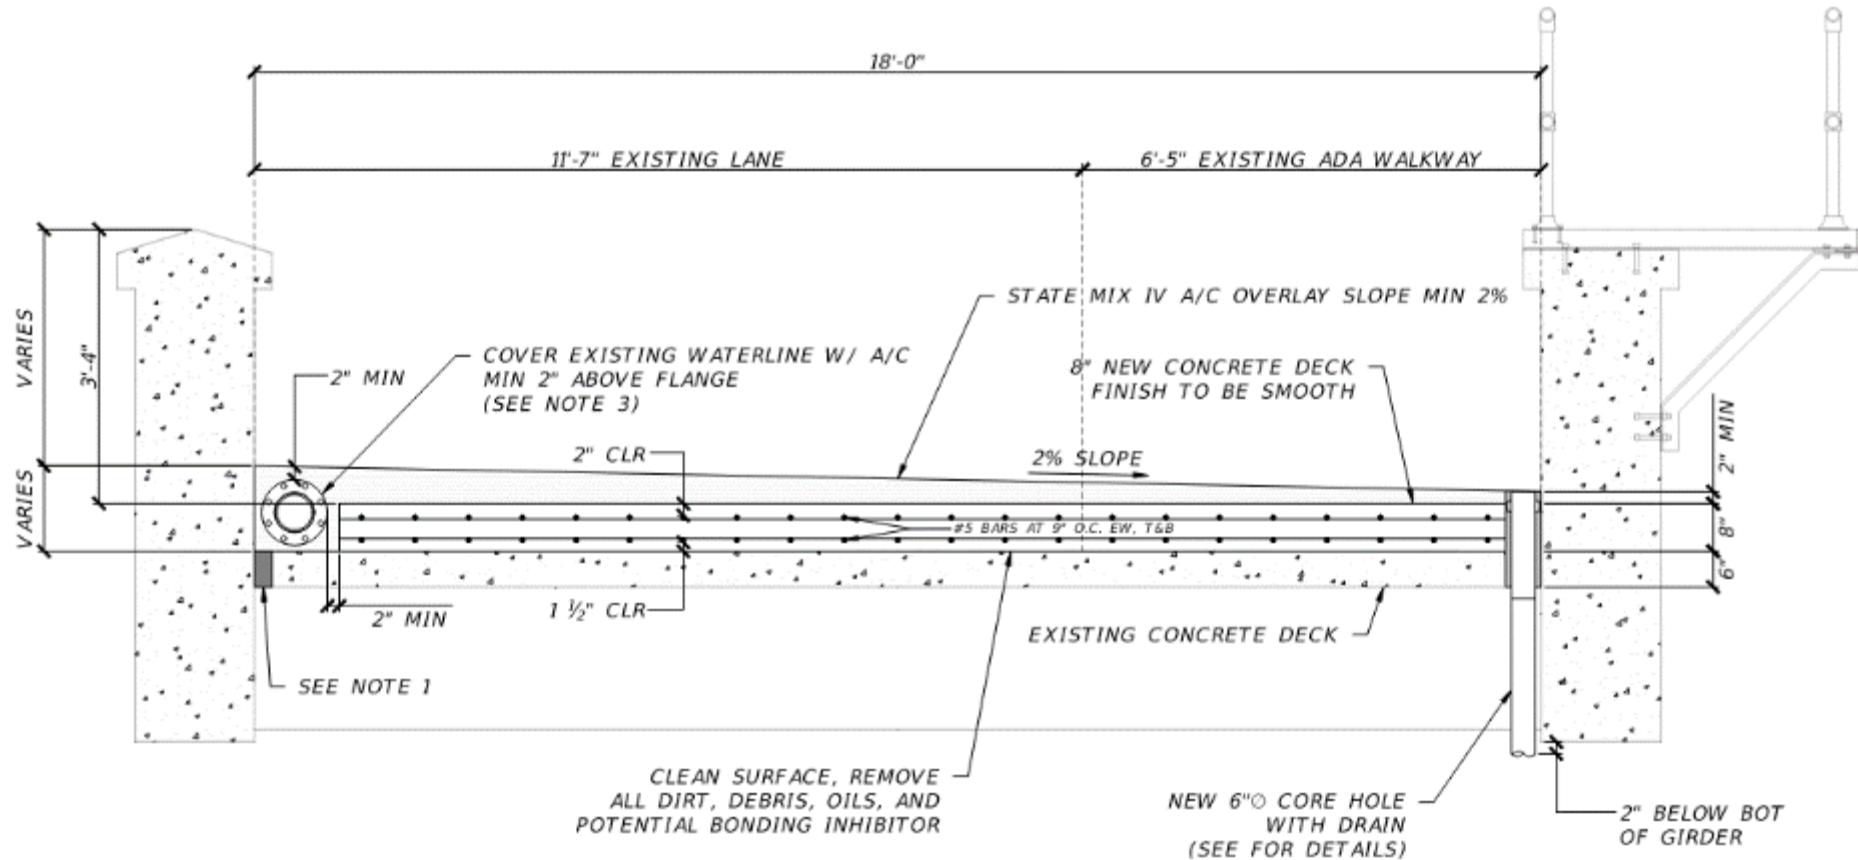 18'-0"
11'-7" EXISTING LANE
6'-5" EXISTING ADA WALKWAY
VARIES
3'-4"
STATE MIX IV A/C OVERLAY SLOPE MIN 2%
COVER EXISTING WATERLINE W/ A/C
MIN 2" ABOVE FLANGE
(SEE NOTE 3)
2" MIN
8" NEW CONCRETE DECK
FINISH TO BE SMOOTH
2" MIN
2" CLR
2% SLOPE
VARIES
#5 BARS AT 9" O.C. EW, T&B
8"
6"
2" MIN
1 ½" CLR
EXISTING CONCRETE DECK
SEE NOTE 1
CLEAN SURFACE, REMOVE
ALL DIRT, DEBRIS, OILS, AND
POTENTIAL BONDING INHIBITOR
NEW 6"∅ CORE HOLE
WITH DRAIN
(SEE FOR DETAILS)
2" BELOW BOT
OF GIRDER